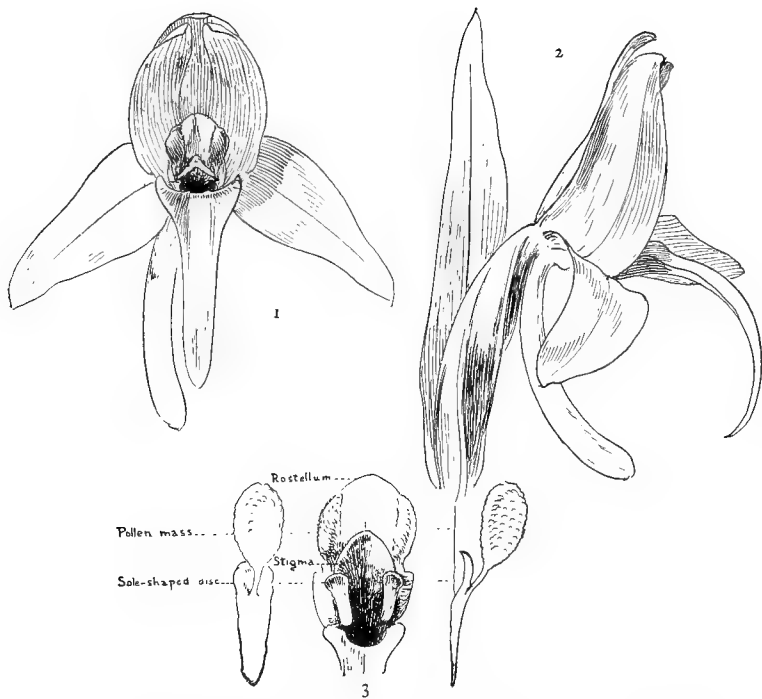 1
2
Rostellum
Pollen mass
Stigma
Sole-shaped disc
3